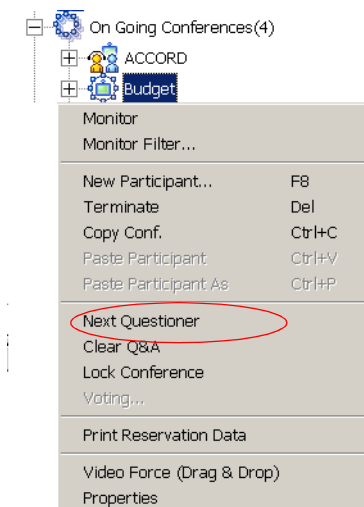 On Going Conferences(4)
ACCORD
Budget
Monitor
Monitor Filter...
New Participant... F8
Terminate Del
Copy Conf. Ctrl+C
Paste Participant Ctrl+V
Paste Participant As Ctrl+P
Next Questioner
Clear Q&A
Lock Conference
Voting...
Print Reservation Data
Video Force (Drag & Drop)
Properties